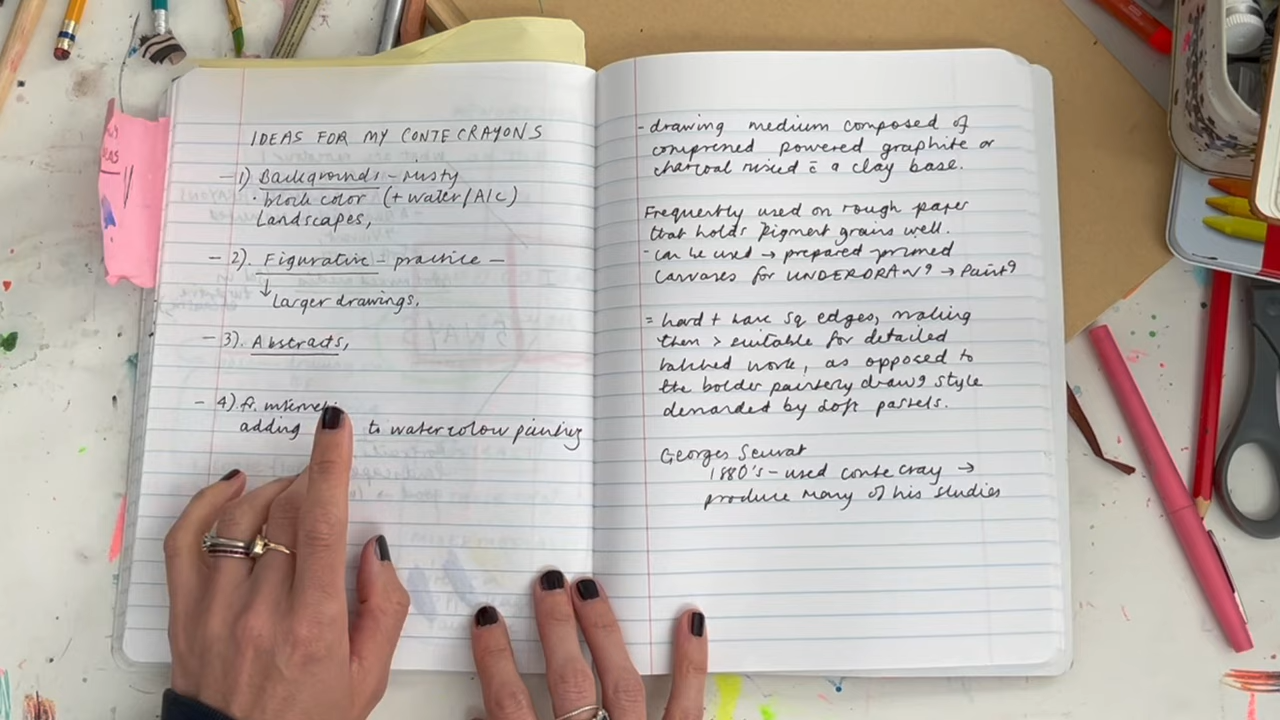 IDEAS FOR MY CONTE CRAYONS
- 1) Backgrounds - misty
· block color (+ water/Alc)
Landscapes,
- 2). Figurative - practice -
↓ Larger drawings.
- 3). Abstracts,
- 4)
adding to watercolour painting
- drawing medium composed of
compressed powered graphite or
charcoal mixed c̄ a clay base.
Frequently used on rough paper
that holds pigment grains well.
- can be used → prepared primed
canvases for UNDERDRAW9 → Paint9
= hard + have sq edges, making
them > suitable for detailed
hatched work, as opposed to
the bolder painterly draw9 style
demanded by soft pastels.
Georges Seurat
1880's - used conte cray →
produce many of his studies